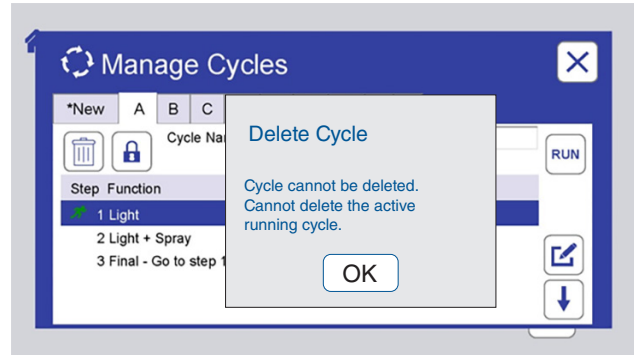 Manage Cycles
*New A B C
Cycle Na
Delete Cycle
Cycle cannot be deleted.
Cannot delete the active
running cycle.
OK
RUN
Step Function
1 Light
2 Light + Spray
3 Final - Go to step 1